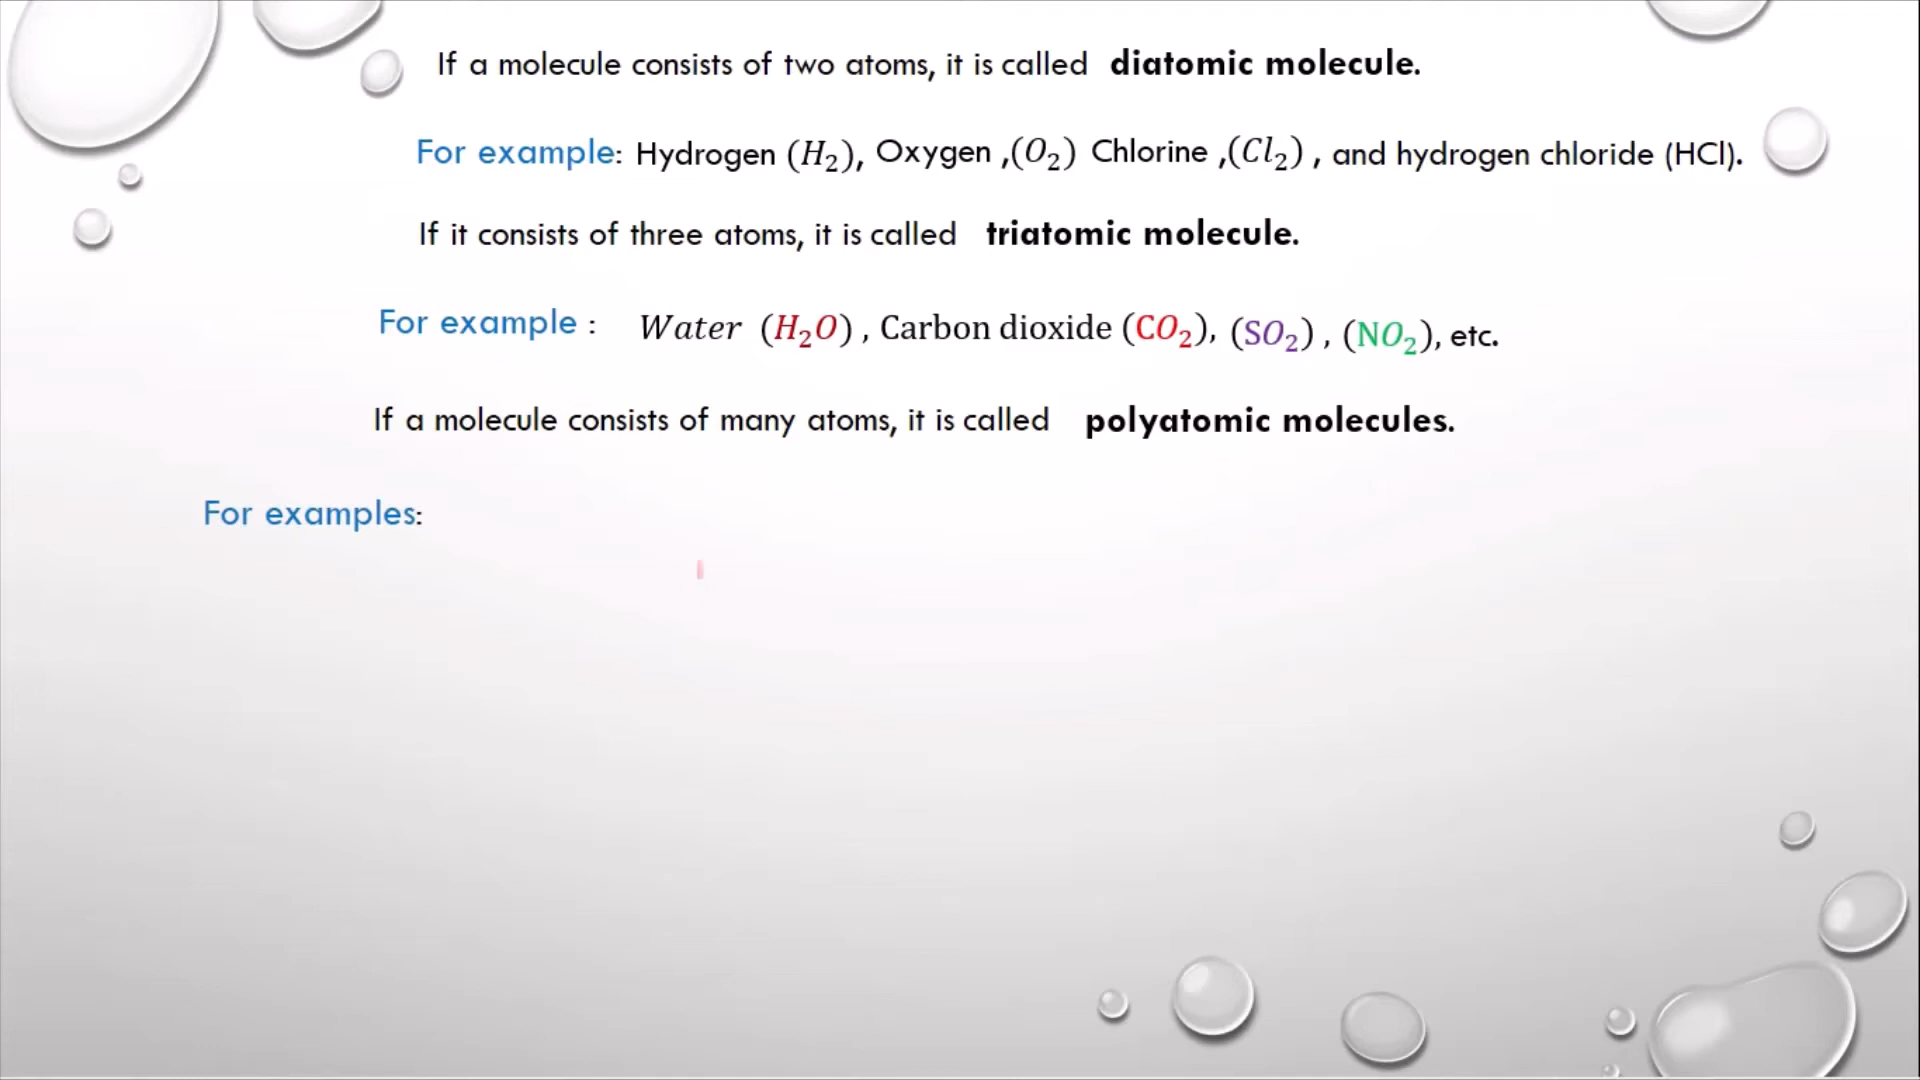 If a molecule consists of two atoms, it is called diatomic molecule.
For example: Hydrogen (H₂), Oxygen ,(O₂) Chlorine ,(Cl₂) , and hydrogen chloride (HCl).
If it consists of three atoms, it is called triatomic molecule.
For example : Water (H₂O) , Carbon dioxide (CO₂), (SO₂) , (NO₂), etc.
If a molecule consists of many atoms, it is called polyatomic molecules.
For examples: